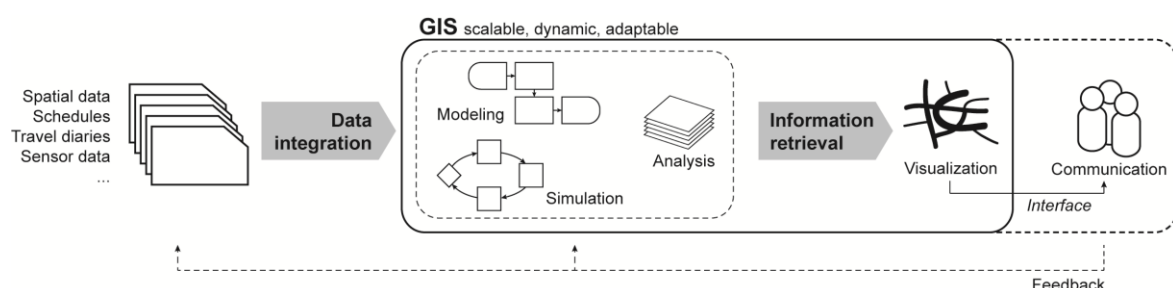 GIS scalable, dynamic, adaptable
Spatial data
Schedules
Travel diaries
Sensor data
...
Data
integration
Modeling
Simulation
Analysis
Information
retrieval
Visualization
Communication
Interface
Feedback